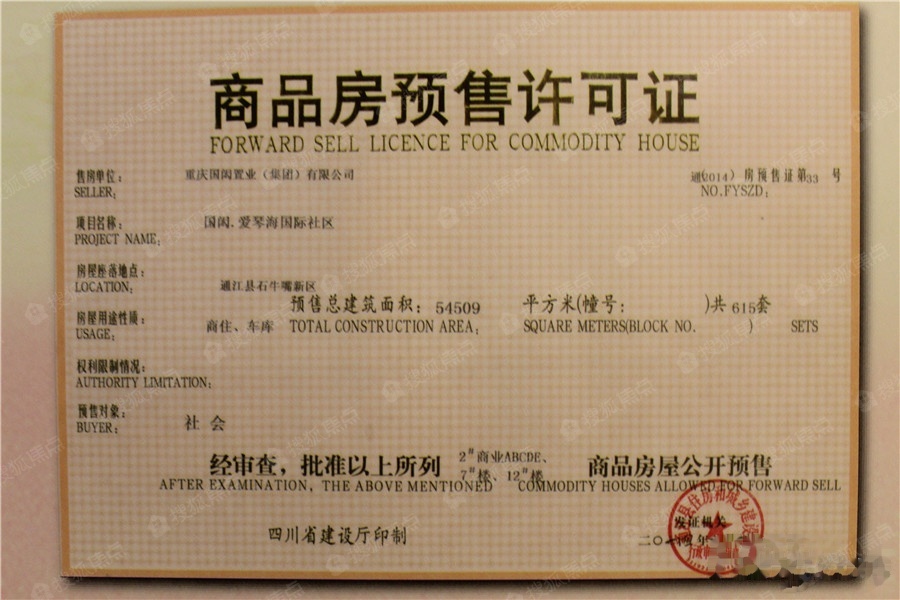 商品房预售许可证
FORWARD SELL LICENCE FOR COMMODITY HOUSE
售房单位： 重庆国闳置业（集团）有限公司 通（2014）房预售证第33 号
SELLER: NO.FYSZD:
项目名称： 国闳.爱琴海国际社区
PROJECT NAME:
房屋座落地点：
LOCATION: 通江县石牛嘴新区
预售总建筑面积：54509 平方米(幢号： )共615套
房屋用途性质：
USAGE: 商住、车库 TOTAL CONSTRUCTION AREA: SQUARE METERS(BLOCK NO. ) SETS
权利限制情况：
AUTHORITY LIMITATION:
预售对象：
BUYER: 社会
经审查，批准以上所列 2#商业ABCDE、 商品房屋公开预售
7#楼、12#楼
AFTER EXAMINATION, THE ABOVE MENTIONED COMMODITY HOUSES ALLOWED FOR FORWARD SELL
四川省建设厅印制
发证机关
二〇一四年